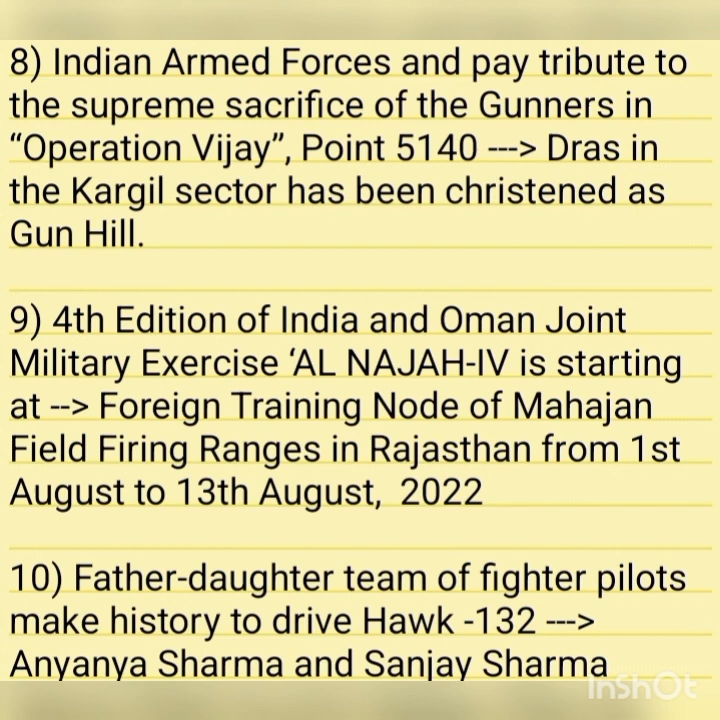 8) Indian Armed Forces and pay tribute to
the supreme sacrifice of the Gunners in
“Operation Vijay”, Point 5140 ---> Dras in
the Kargil sector has been christened as
Gun Hill.
9) 4th Edition of India and Oman Joint
Military Exercise ‘AL NAJAH-IV is starting
at --> Foreign Training Node of Mahajan
Field Firing Ranges in Rajasthan from 1st
August to 13th August,  2022
10) Father-daughter team of fighter pilots
make history to drive Hawk -132 --->
Anyanya Sharma and Sanjay Sharma
InShOt